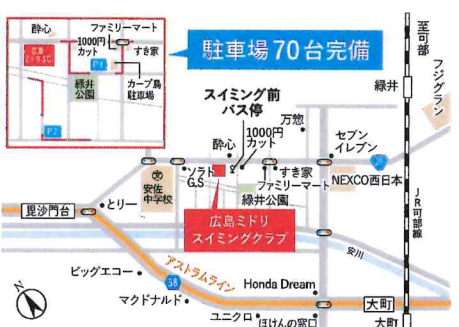 酔心
ファミリーマート
1000円
カット
すき家
P1
緑井
公園
カープ鳥
駐車場
P2
駐車場70台完備
至可部
フジグラン
緑井
スイミング前
バス停
万惣
酔心
1000円
カット
セブン
イレブン
ソラト
G.S
すき家
ファミリーマート
NEXCO西日本
文
安佐
中学校
緑井公園
広島ミドリ
スイミングクラブ
JR可部線
毘沙門台
とりー
安川
ビッグエコー
アストラムライン
38
マクドナルド
Honda Dream
ユニクロ
ほけんの窓口
大町
大町
N